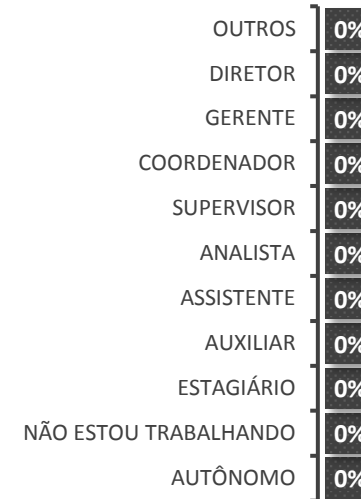 OUTROS 0%
DIRETOR 0%
GERENTE 0%
COORDENADOR 0%
SUPERVISOR 0%
ANALISTA 0%
ASSISTENTE 0%
AUXILIAR 0%
ESTAGIÁRIO 0%
NÃO ESTOU TRABALHANDO 0%
AUTÔNOMO 0%